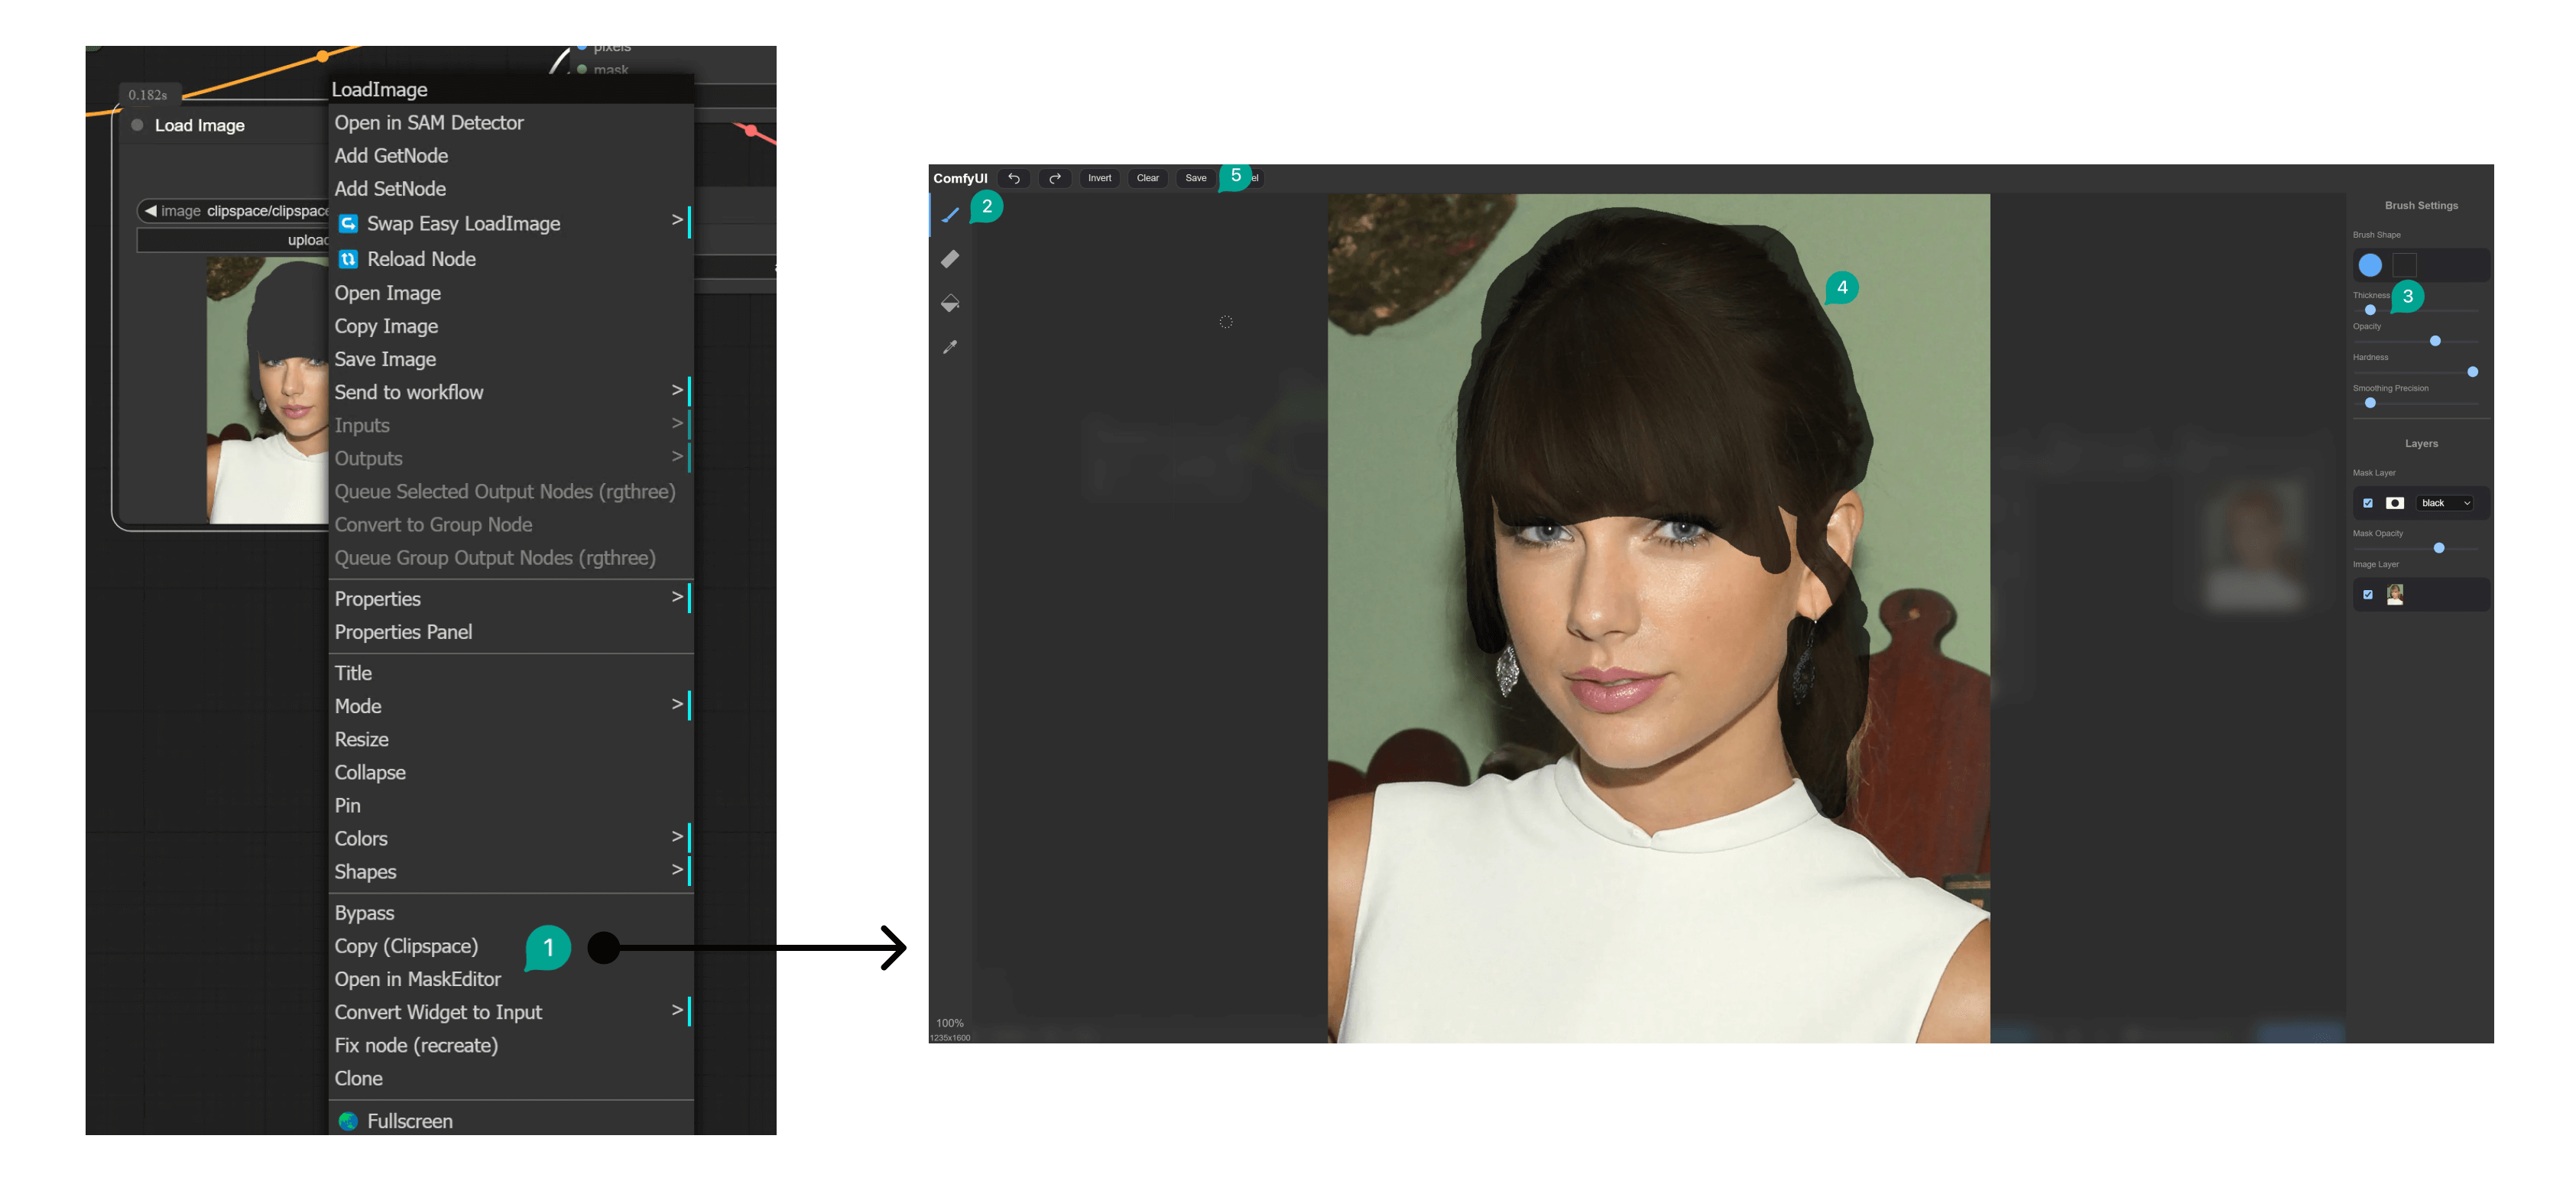 pixels
mask
0.182s
Load Image
image clipspace/clipspace
upload
LoadImage
Open in SAM Detector
Add GetNode
Add SetNode
Swap Easy LoadImage >
Reload Node
Open Image
Copy Image
Save Image
Send to workflow >
Inputs >
Outputs >
Queue Selected Output Nodes (rgthree)
Convert to Group Node
Queue Group Output Nodes (rgthree)
Properties >
Properties Panel
Title
Mode >
Resize
Collapse
Pin
Colors >
Shapes >
Bypass
Copy (Clipspace)
1
Open in MaskEditor
Convert Widget to Input >
Fix node (recreate)
Clone
Fullscreen
ComfyUI Invert Clear Save 5 el
2
4
100%
1235x1600
Brush Settings
Brush Shape
Thickness 3
Opacity
Hardness
Smoothing Precision
Layers
Mask Layer
black
Mask Opacity
Image Layer